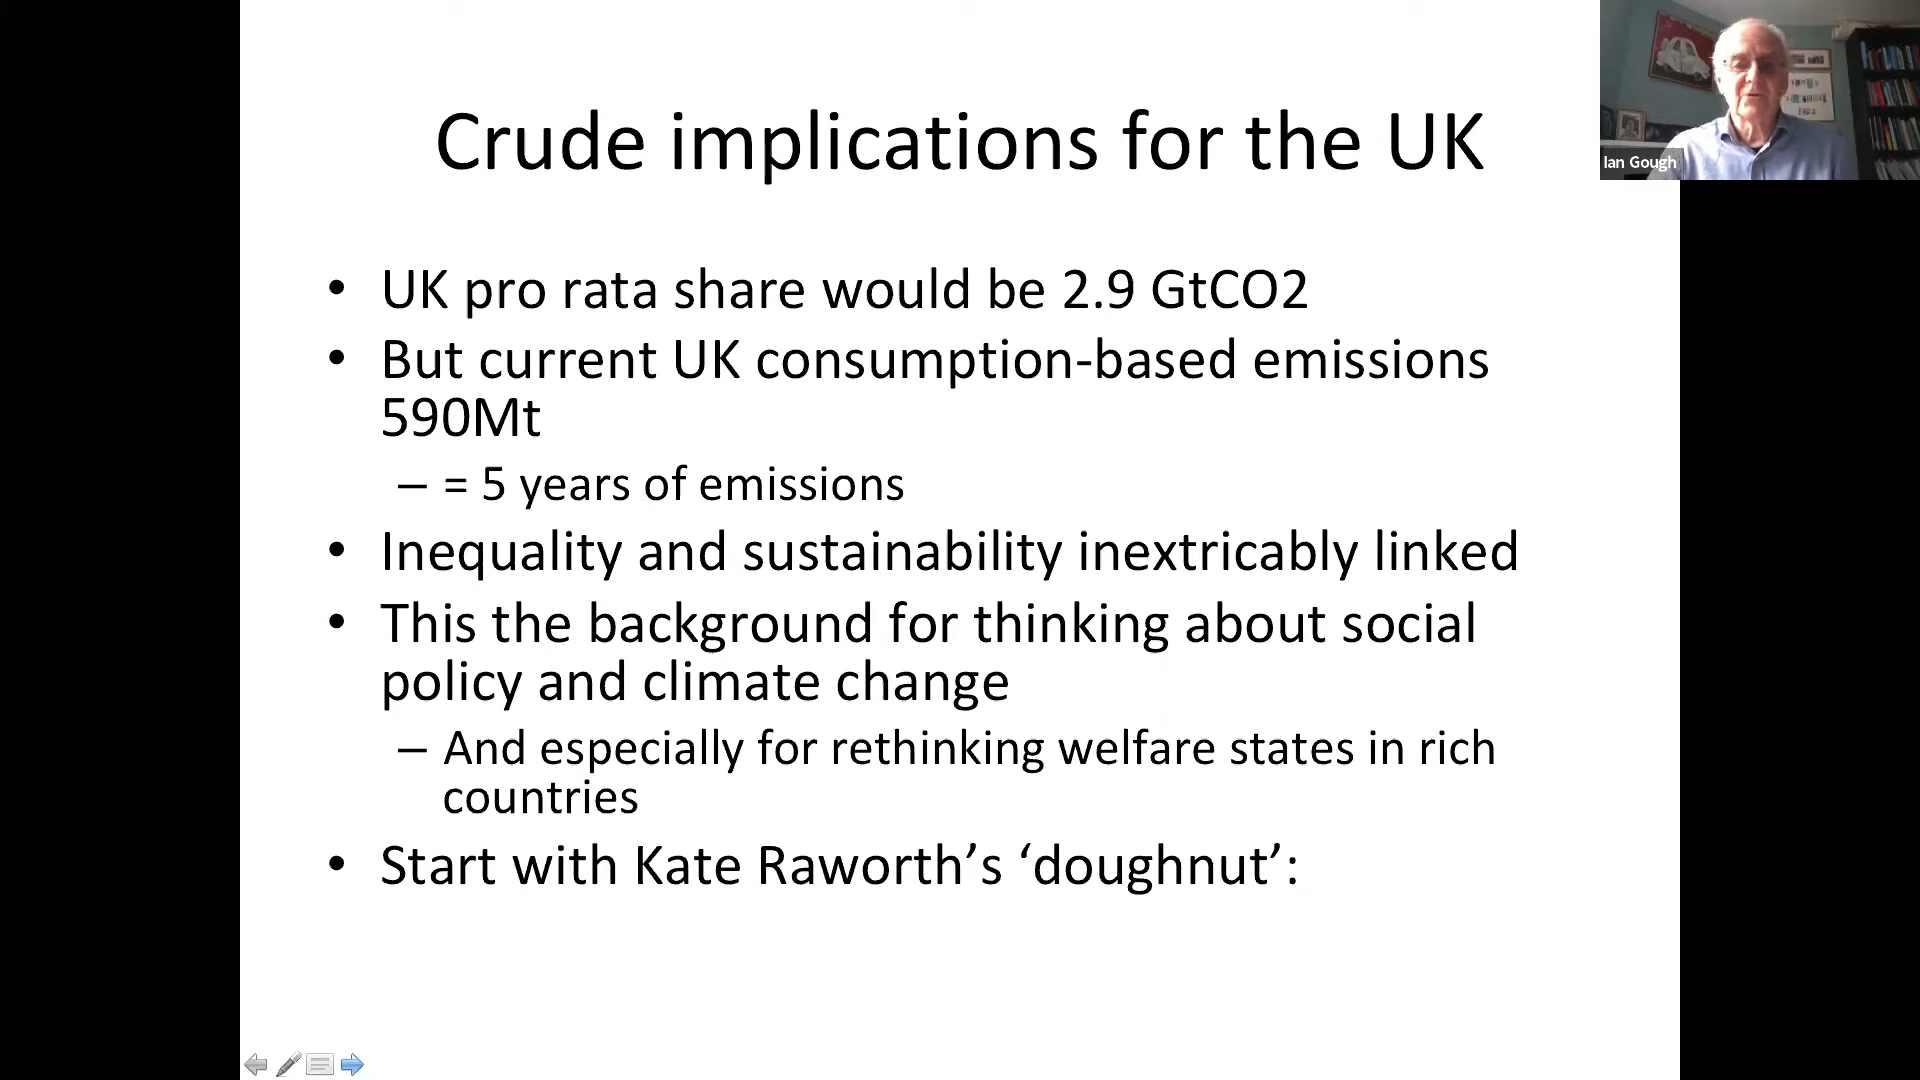 Crude implications for the UK
Ian Gough
• UK pro rata share would be 2.9 GtCO2
• But current UK consumption-based emissions
590Mt
– = 5 years of emissions
• Inequality and sustainability inextricably linked
• This the background for thinking about social
policy and climate change
– And especially for rethinking welfare states in rich
countries
• Start with Kate Raworth’s ‘doughnut’: